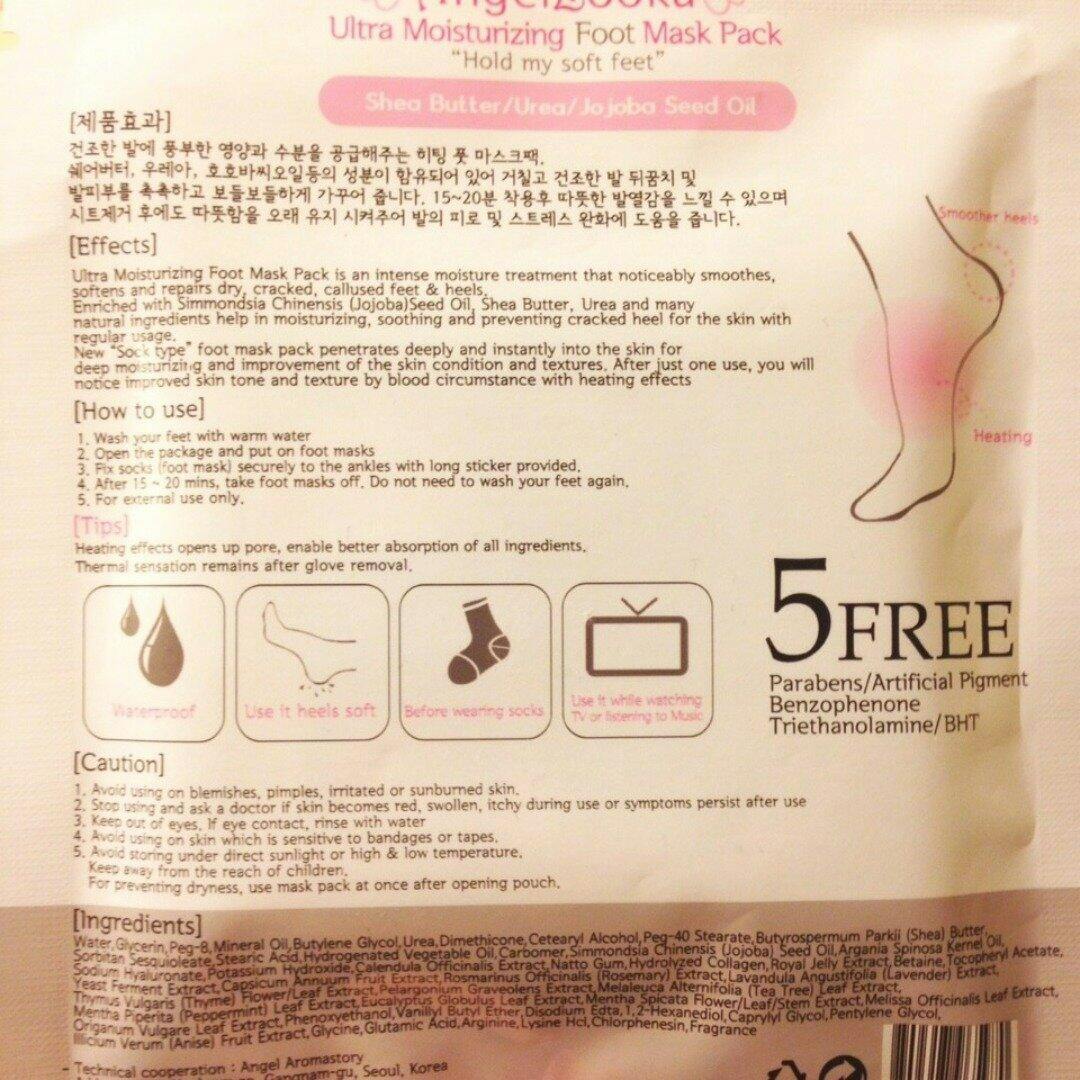 AngelLooka
Ultra Moisturizing Foot Mask Pack
“Hold my soft feet”
Shea Butter/Urea/Jojoba Seed Oil
[제품효과]
건조한 발에 풍부한 영양과 수분을 공급해주는 히팅 풋 마스크팩.
쉐어버터, 우레아, 호호바씨오일등의 성분이 함유되어 있어 거칠고 건조한 발 뒤꿈치 및
발피부를 촉촉하고 보들보들하게 가꾸어 줍니다. 15~20분 착용후 따뜻한 발열감을 느낄 수 있으며
시트제거 후에도 따뜻함을 오래 유지 시켜주어 발의 피로 및 스트레스 완화에 도움을 줍니다.
[Effects]
Ultra Moisturizing Foot Mask Pack is an intense moisture treatment that noticeably smoothes,
softens and repairs dry, cracked, callused feet & heels.
Enriched with Simmondsia Chinensis (Jojoba)Seed Oil, Shea Butter, Urea and many
natural ingredients help in moisturizing, soothing and preventing cracked heel for the skin with
regular usage.
New “Sock type” foot mask pack penetrates deeply and instantly into the skin for
deep moisturizing and improvement of the skin condition and textures. After just one use, you will
notice improved skin tone and texture by blood circumstance with heating effects
Smoother heels
Heating
[How to use]
1. Wash your feet with warm water
2. Open the package and put on foot masks
3. Fix socks (foot mask) securely to the ankles with long sticker provided.
4. After 15 ~ 20 mins, take foot masks off. Do not need to wash your feet again.
5. For external use only.
[Tips]
Heating effects opens up pore, enable better absorption of all ingredients.
Thermal sensation remains after glove removal.
Waterproof
Use it heels soft
Before wearing socks
Use it while watching
TV or listening to Music
5FREE
Parabens/Artificial Pigment
Benzophenone
Triethanolamine/BHT
[Caution]
1. Avoid using on blemishes, pimples, irritated or sunburned skin.
2. Stop using and ask a doctor if skin becomes red, swollen, itchy during use or symptoms persist after use
3. Keep out of eyes. If eye contact, rinse with water
4. Avoid using on skin which is sensitive to bandages or tapes.
5. Avoid storing under direct sunlight or high & low temperature.
Keep away from the reach of children.
For preventing dryness, use mask pack at once after opening pouch.
[Ingredients]
Water,Glycerin,Peg-8,Mineral Oil,Butylene Glycol,Urea,Dimethicone,Cetearyl Alcohol,Peg-40 Stearate,Butyrospermum Parkii (Shea) Butter,
Sorbitan Sesquioleate,Stearic Acid,Hydrogenated Vegetable Oil,Carbomer,Simmondsia Chinensis (Jojoba) Seed Oil,Argania Spinosa Kernel Oil,
Sodium Hyaluronate,Potassium Hydroxide,Calendula Officinalis Extract,Natto Gum,Hydrolyzed Collagen,Royal Jelly Extract,Betaine,Tocopheryl Acetate,
Yeast Ferment Extract,Capsicum Annuum Fruit Extract,Rosmarinus Officinalis (Rosemary) Extract,Lavandula Angustifolia (Lavender) Extract,
Thymus Vulgaris (Thyme) Flower/Leaf Extract,Pelargonium Graveolens Extract,Melaleuca Alternifolia (Tea Tree) Leaf Extract,
Mentha Piperita (Peppermint) Leaf Extract,Eucalyptus Globulus Leaf Extract,Mentha Spicata Flower/Leaf/Stem Extract,Melissa Officinalis Leaf Extract,
Origanum Vulgare Leaf Extract,Phenoxyethanol,Vanillyl Butyl Ether,Disodium Edta,1,2-Hexanediol,Caprylyl Glycol,Pentylene Glycol,
Illicium Verum (Anise) Fruit Extract,Glycine,Glutamic Acid,Arginine,Lysine Hcl,Chlorphenesin,Fragrance
- Technical cooperation : Angel Aromastory
Gangnam-gu, Seoul, Korea